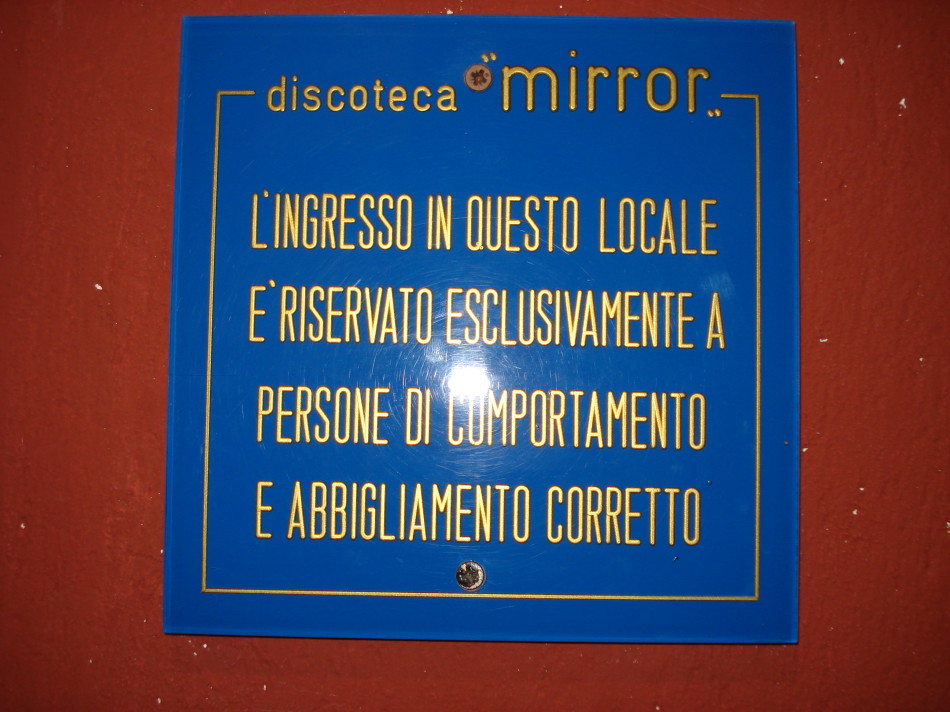 discoteca "mirror"
L'INGRESSO IN QUESTO LOCALE
E' RISERVATO ESCLUSIVAMENTE A
PERSONE DI COMPORTAMENTO
E ABBIGLIAMENTO CORRETTO